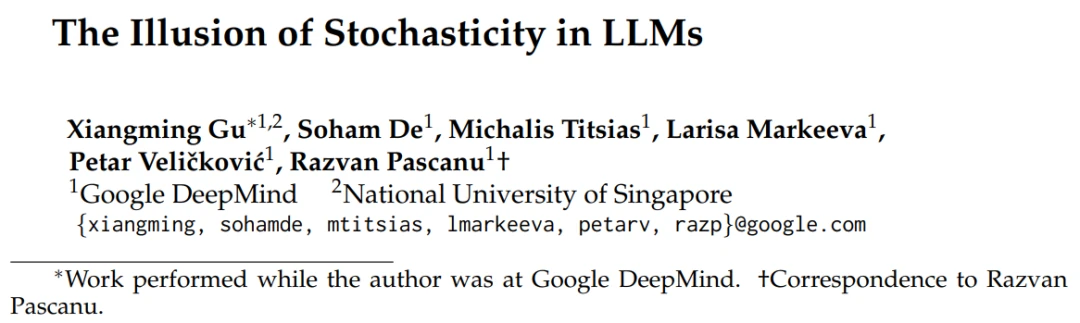 The Illusion of Stochasticity in LLMs
Xiangming Gu*1,2, Soham De1, Michalis Titsias1, Larisa Markeeva1,
Petar Veličković1, Razvan Pascanu1†
1Google DeepMind 2National University of Singapore
{xiangming, sohamde, mtitsias, lmarkeeva, petarv, razp}@google.com
*Work performed while the author was at Google DeepMind. †Correspondence to Razvan
Pascanu.